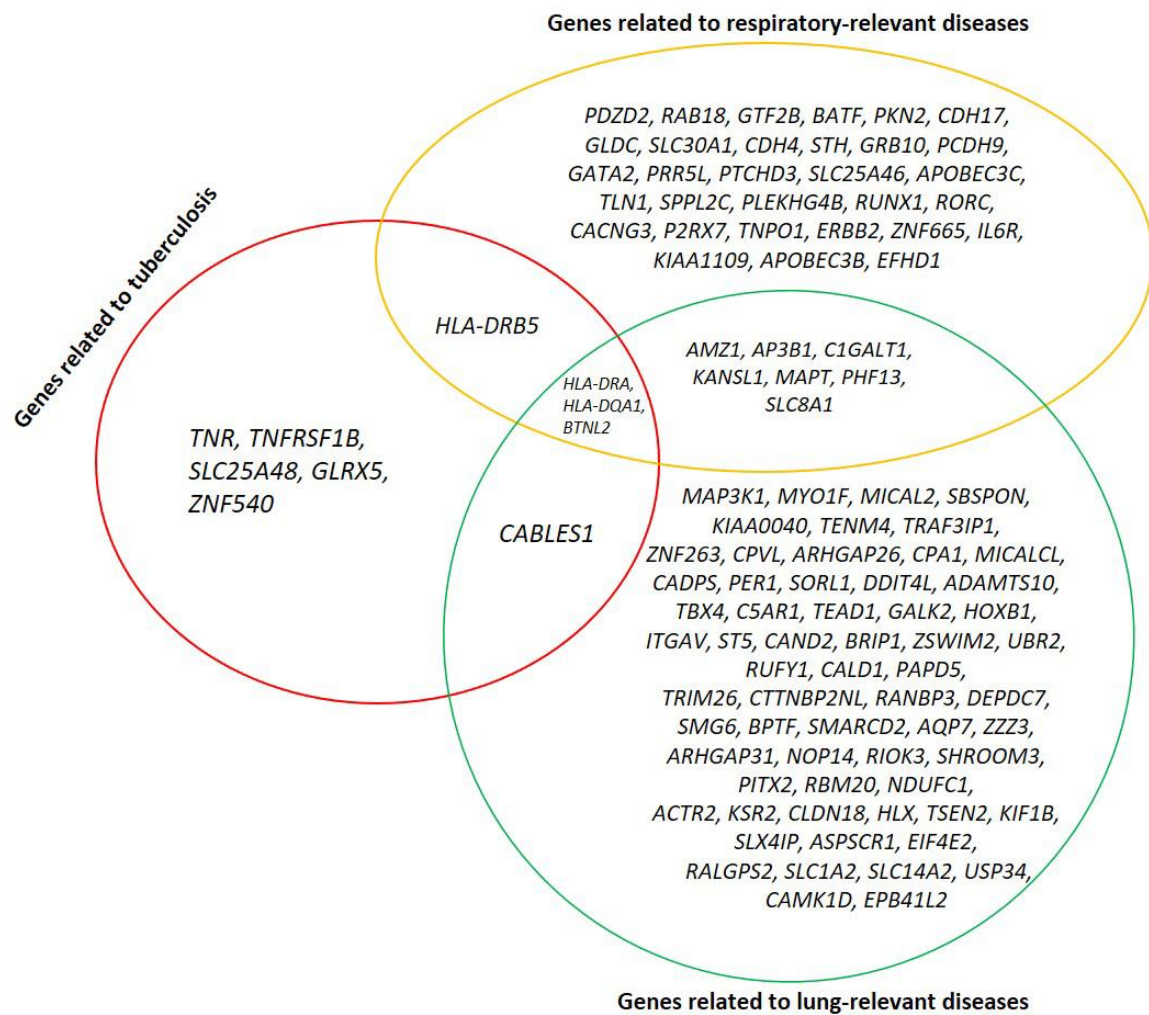 Genes related to respiratory-relevant diseases
PDZD2, RAB18, GTF2B, BATF, PKN2, CDH17,
GLDC, SLC30A1, CDH4, STH, GRB10, PCDH9,
GATA2, PRR5L, PTCHD3, SLC25A46, APOBEC3C,
TLN1, SPPL2C, PLEKHG4B, RUNX1, RORC,
CACNG3, P2RX7, TNPO1, ERBB2, ZNF665, IL6R,
KIAA1109, APOBEC3B, EFHD1
Genes related to tuberculosis
HLA-DRB5
AMZ1, AP3B1, C1GALT1,
KANSL1, MAPT, PHF13,
SLC8A1
HLA-DRA,
HLA-DQA1,
BTNL2
TNR, TNFRSF1B,
SLC25A48, GLRX5,
ZNF540
CABLES1
MAP3K1, MYO1F, MICAL2, SBSPON,
KIAA0040, TENM4, TRAF3IP1,
ZNF263, CPVL, ARHGAP26, CPA1, MICALCL,
CADPS, PER1, SORL1, DDIT4L, ADAMTS10,
TBX4, C5AR1, TEAD1, GALK2, HOXB1,
ITGAV, ST5, CAND2, BRIP1, ZSWIM2, UBR2,
RUFY1, CALD1, PAPD5,
TRIM26, CTTNBP2NL, RANBP3, DEPDC7,
SMG6, BPTF, SMARCD2, AQP7, ZZZ3,
ARHGAP31, NOP14, RIOK3, SHROOM3,
PITX2, RBM20, NDUFC1,
ACTR2, KSR2, CLDN18, HLX, TSEN2, KIF1B,
SLX4IP, ASPSCR1, EIF4E2,
RALGPS2, SLC1A2, SLC14A2, USP34,
CAMK1D, EPB41L2
Genes related to lung-relevant diseases